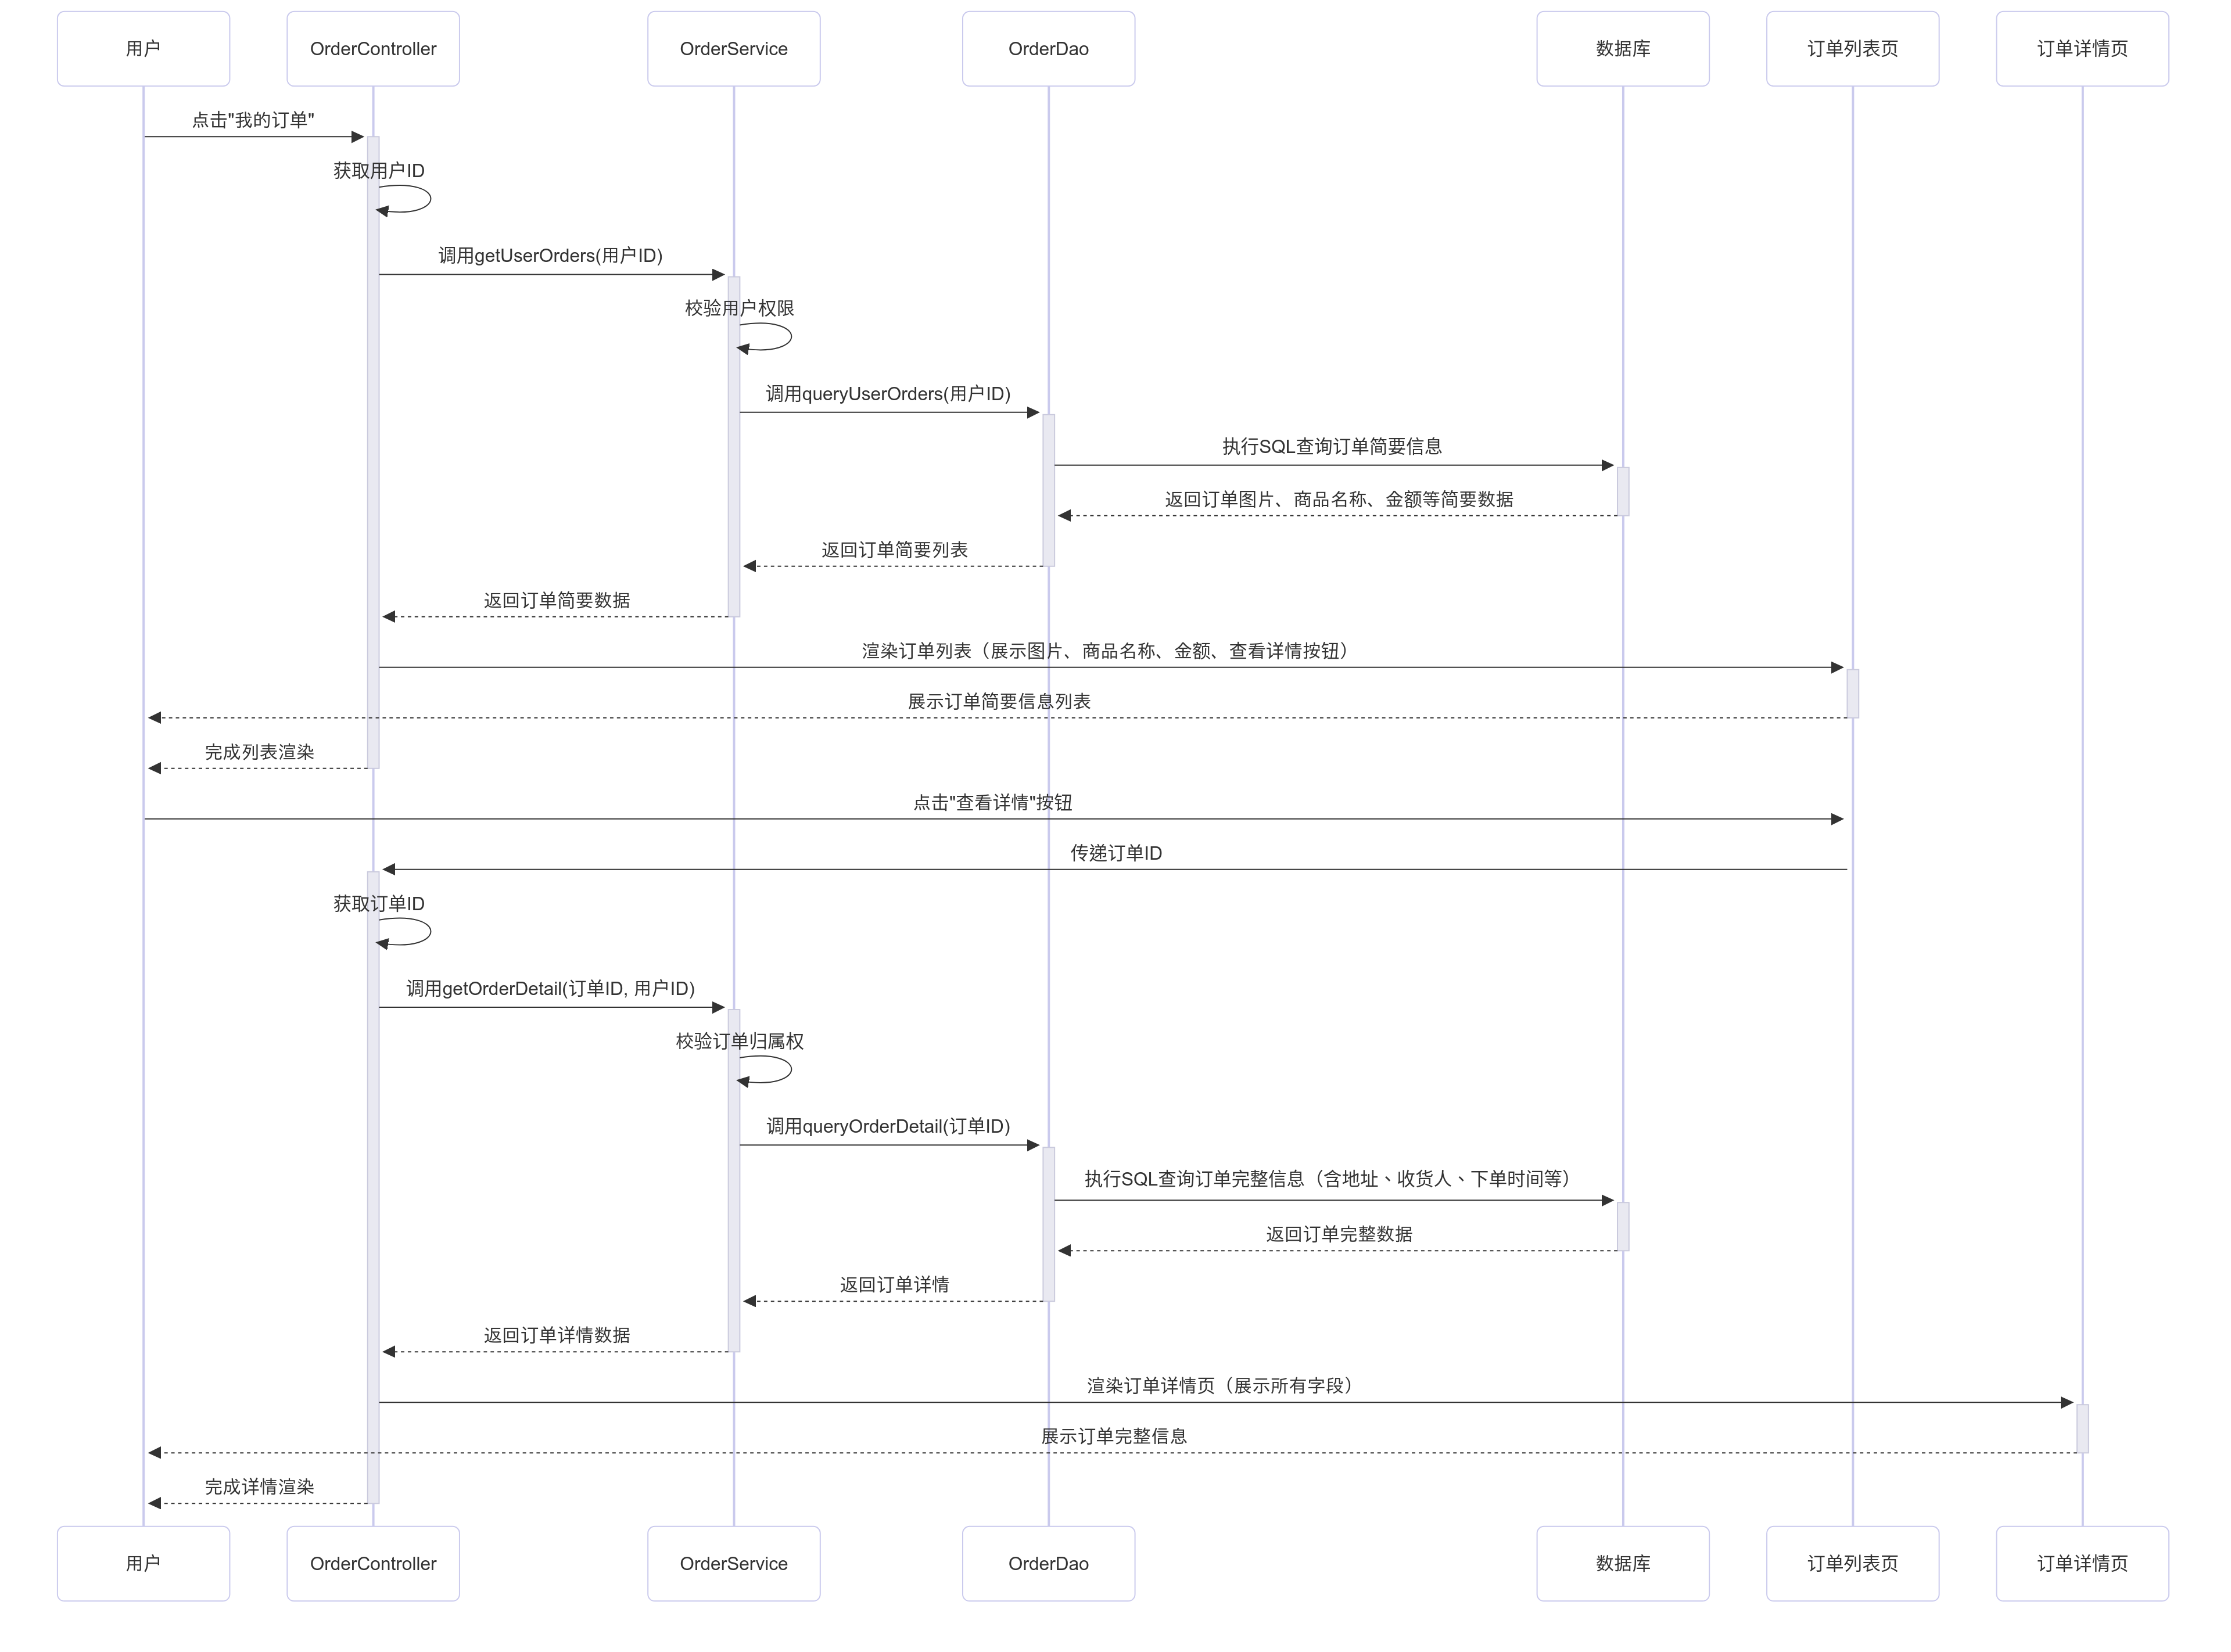 用户
OrderController
OrderService
OrderDao
数据库
订单列表页
订单详情页
点击"我的订单"
获取用户ID
调用getUserOrders(用户ID)
校验用户权限
调用queryUserOrders(用户ID)
执行SQL查询订单简要信息
返回订单图片、商品名称、金额等简要数据
返回订单简要列表
返回订单简要数据
渲染订单列表（展示图片、商品名称、金额、查看详情按钮）
展示订单简要信息列表
完成列表渲染
点击"查看详情"按钮
传递订单ID
获取订单ID
调用getOrderDetail(订单ID, 用户ID)
校验订单归属权
调用queryOrderDetail(订单ID)
执行SQL查询订单完整信息（含地址、收货人、下单时间等）
返回订单完整数据
返回订单详情
返回订单详情数据
渲染订单详情页（展示所有字段）
展示订单完整信息
完成详情渲染
用户
OrderController
OrderService
OrderDao
数据库
订单列表页
订单详情页